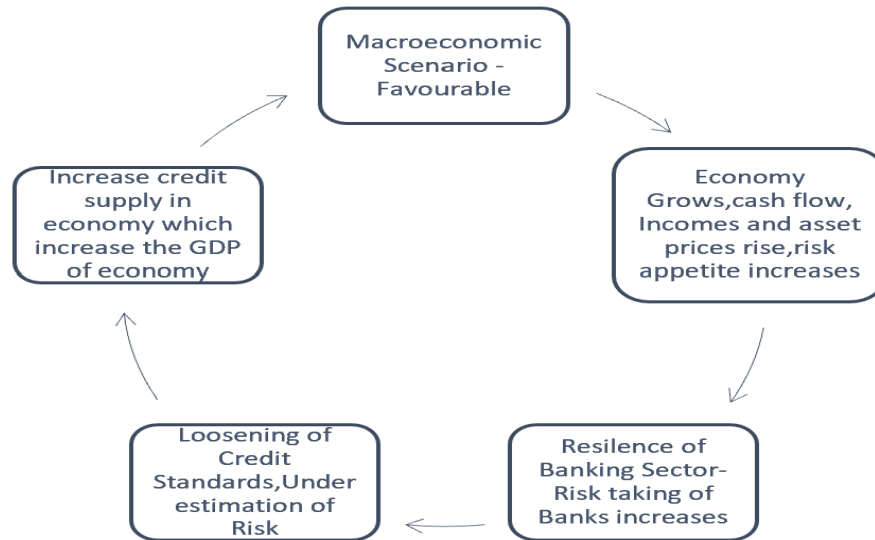 Macroeconomic
Scenario -
Favourable
Economy
Grows,cash flow,
Incomes and asset
prices rise,risk
appetite increases
Resilence of
Banking Sector-
Risk taking of
Banks increases
Loosening of
Credit
Standards,Under
estimation of
Risk
Increase credit
supply in
economy which
increase the GDP
of economy